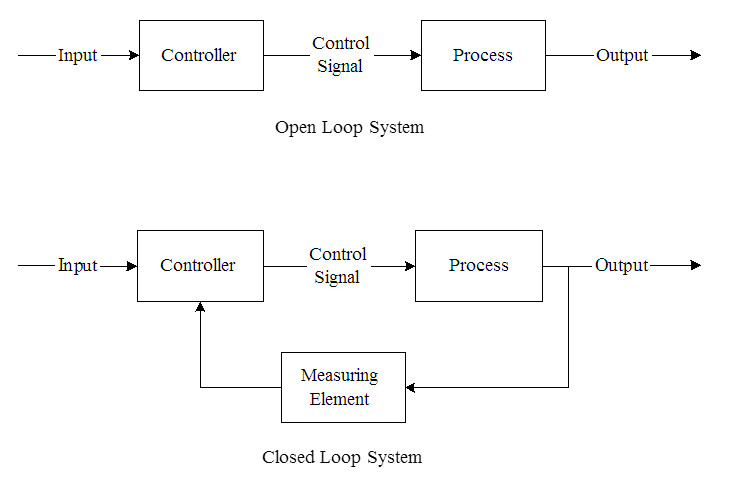 Input
Controller
Control
Signal
Process
Output
Open Loop System
Input
Controller
Control
Signal
Process
Output
Measuring
Element
Closed Loop System